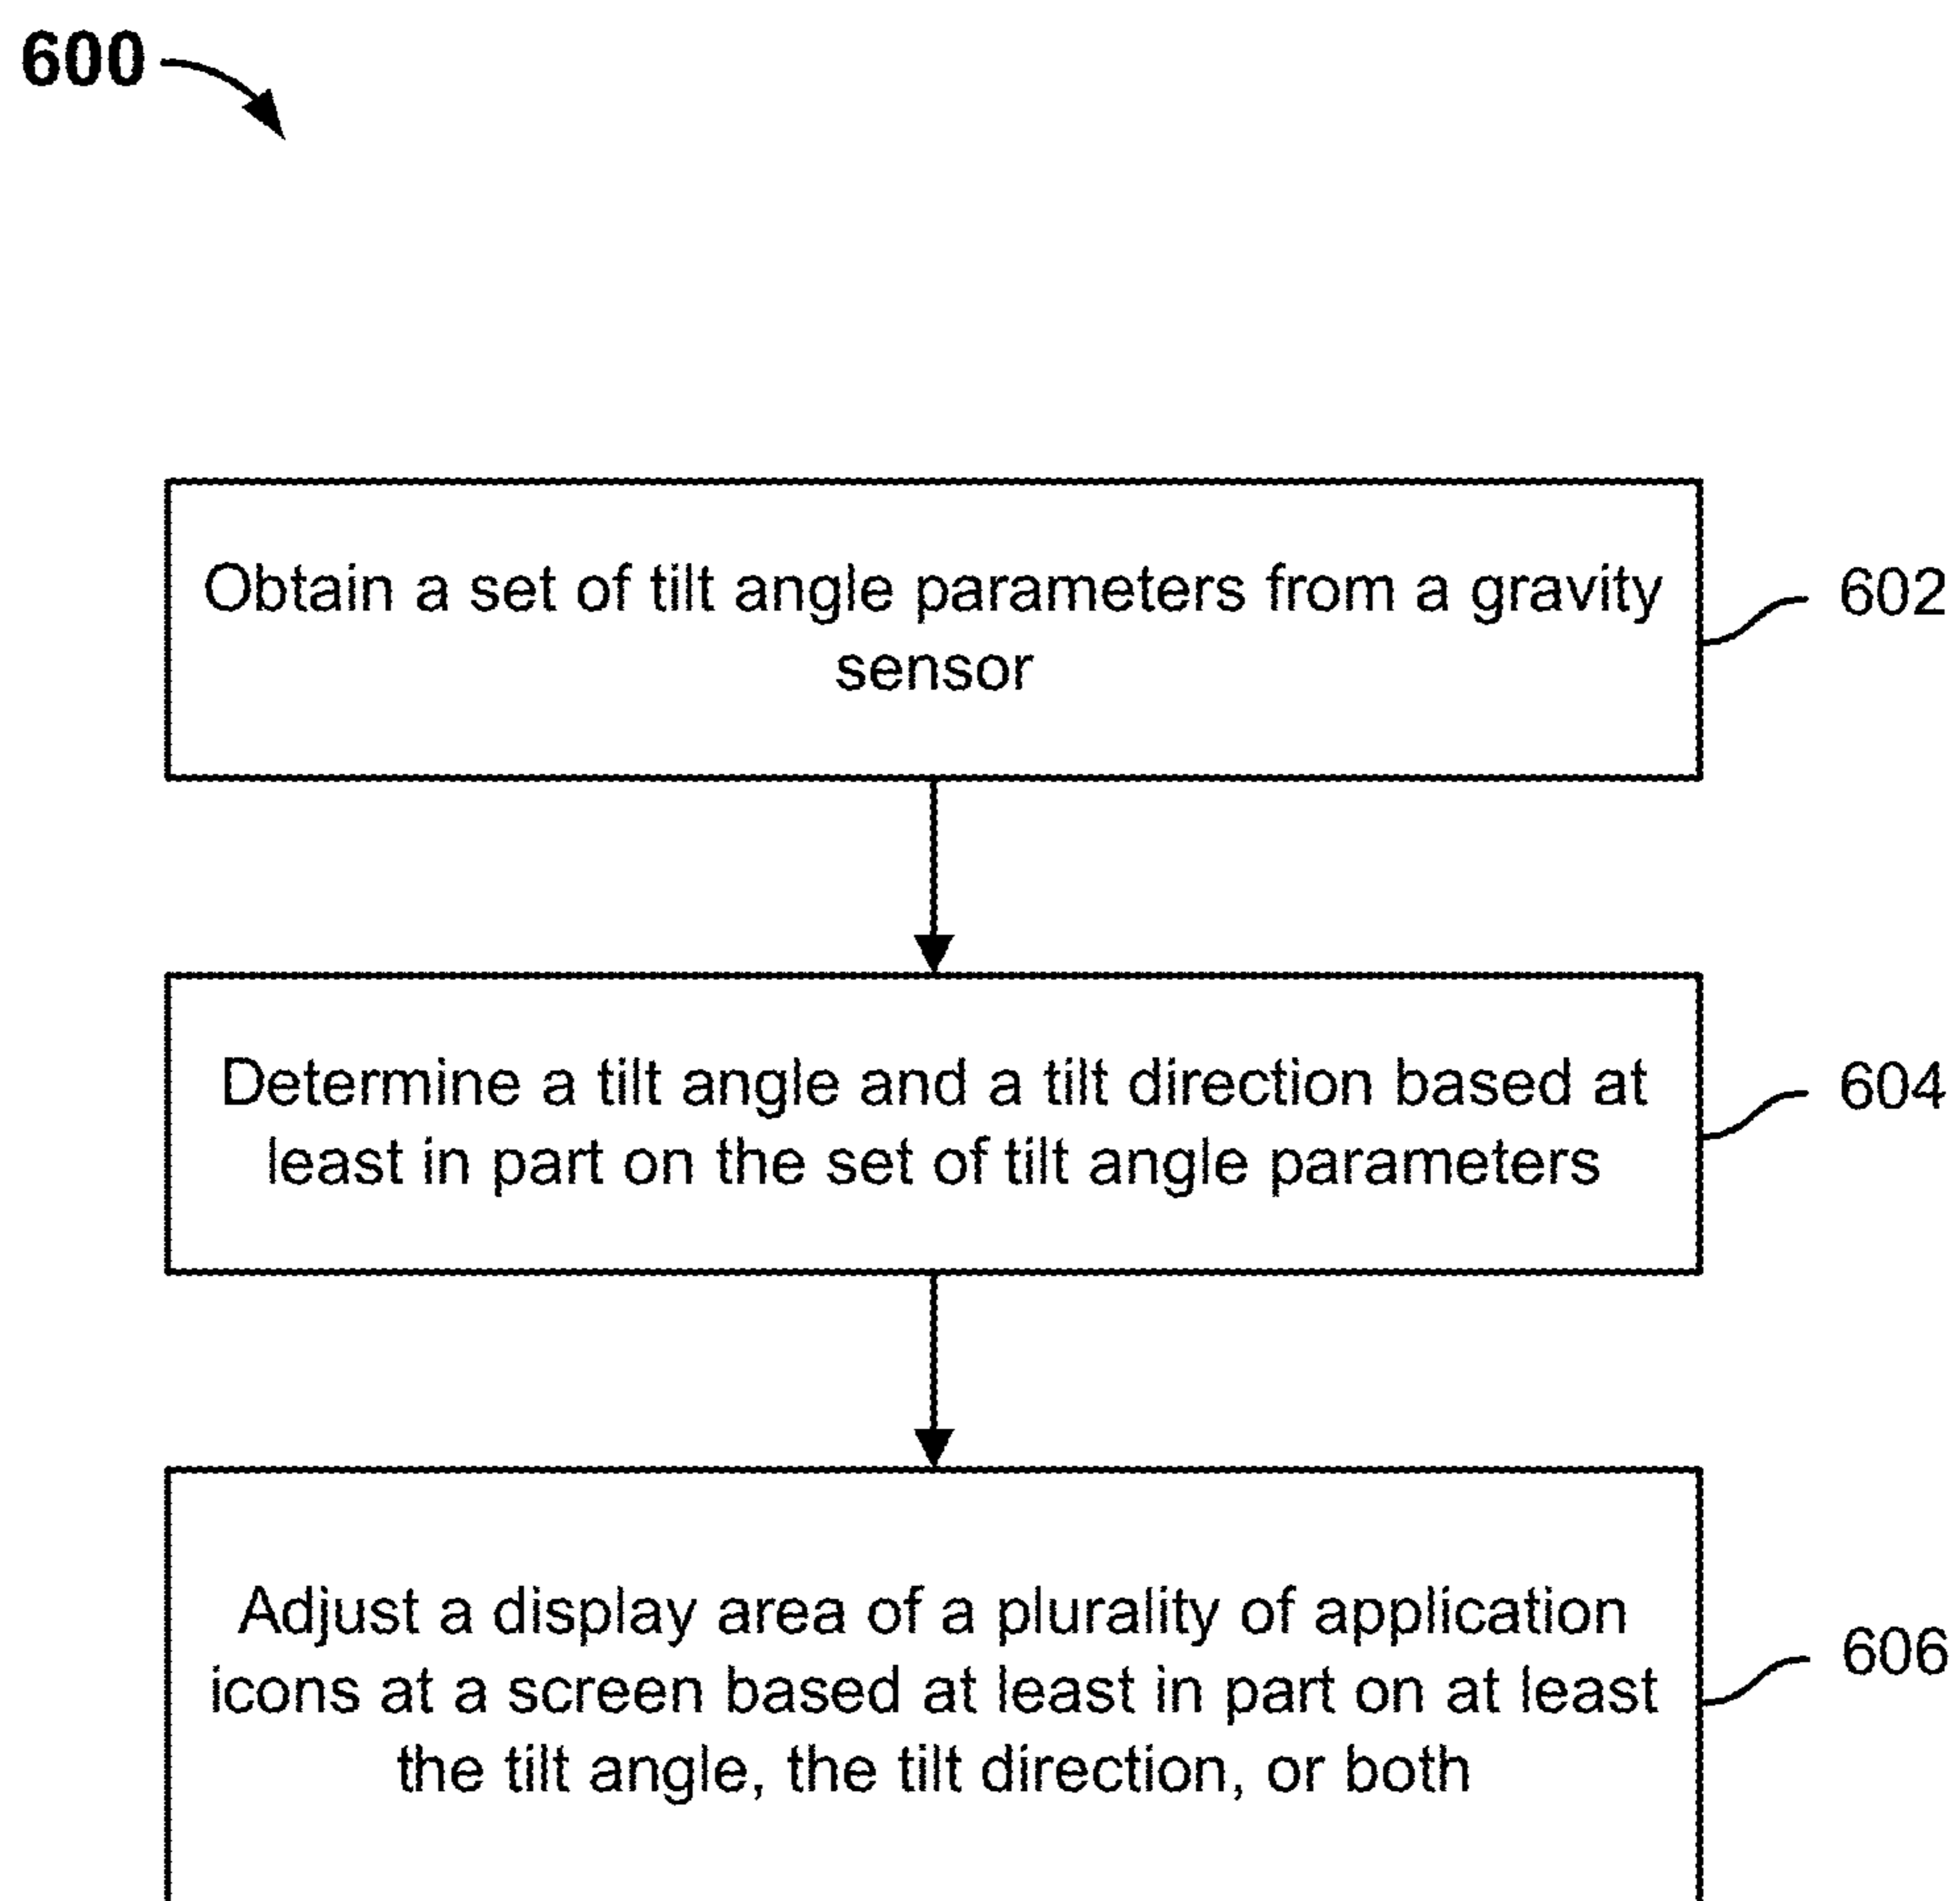 600
Obtain a set of tilt angle parameters from a gravity
sensor
602
Determine a tilt angle and a tilt direction based at
least in part on the set of tilt angle parameters
604
Adjust a display area of a plurality of application
icons at a screen based at least in part on at least
the tilt angle, the tilt direction, or both
606